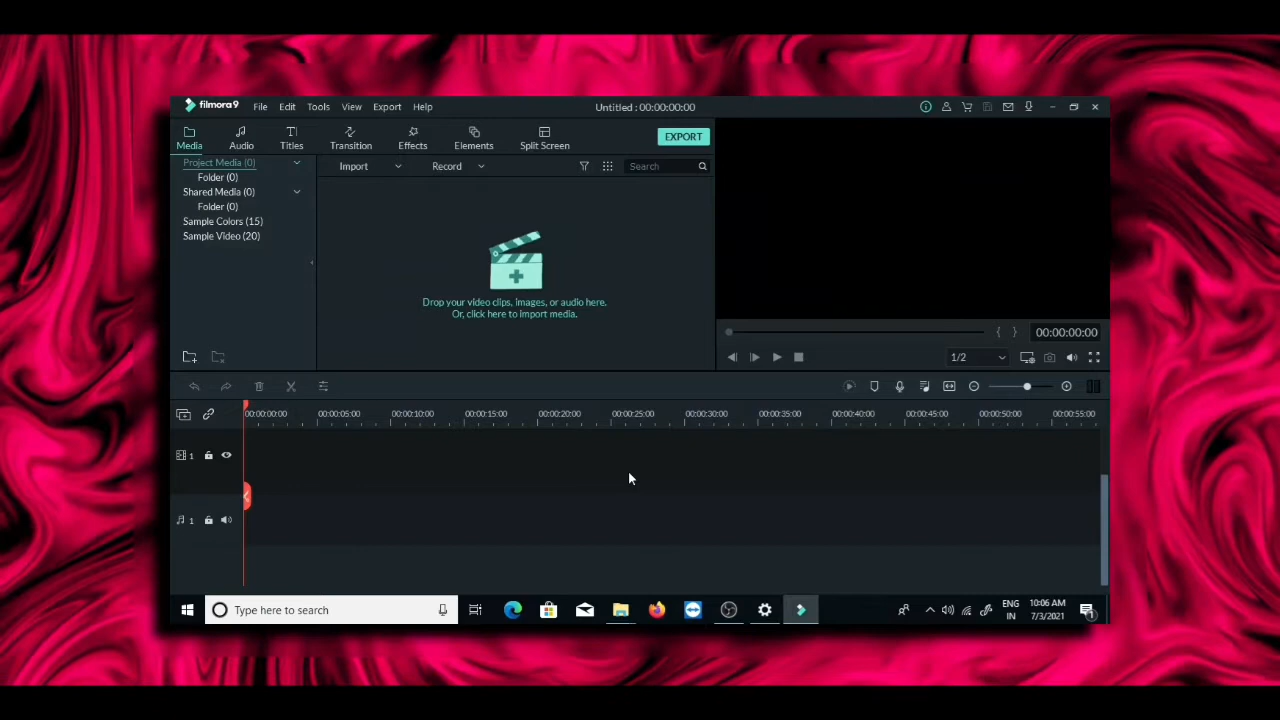 filmora9 File Edit Tools View Export Help Untitled : 00:00:00:00
Media Audio Titles Transition Effects Elements Split Screen EXPORT
Project Media (0) Import Record Search
Folder (0)
Shared Media (0)
Folder (0)
Sample Colors (15)
Sample Video (20)
Drop your video clips, images, or audio here.
Or, click here to import media.
{ } 00:00:00:00
1/2
00:00:00:00 00:00:05:00 00:00:10:00 00:00:15:00 00:00:20:00 00:00:25:00 00:00:30:00 00:00:35:00 00:00:40:00 00:00:45:00 00:00:50:00 00:00:55:00
1
1
Type here to search
ENG
IN
10:06 AM
7/3/2021
1